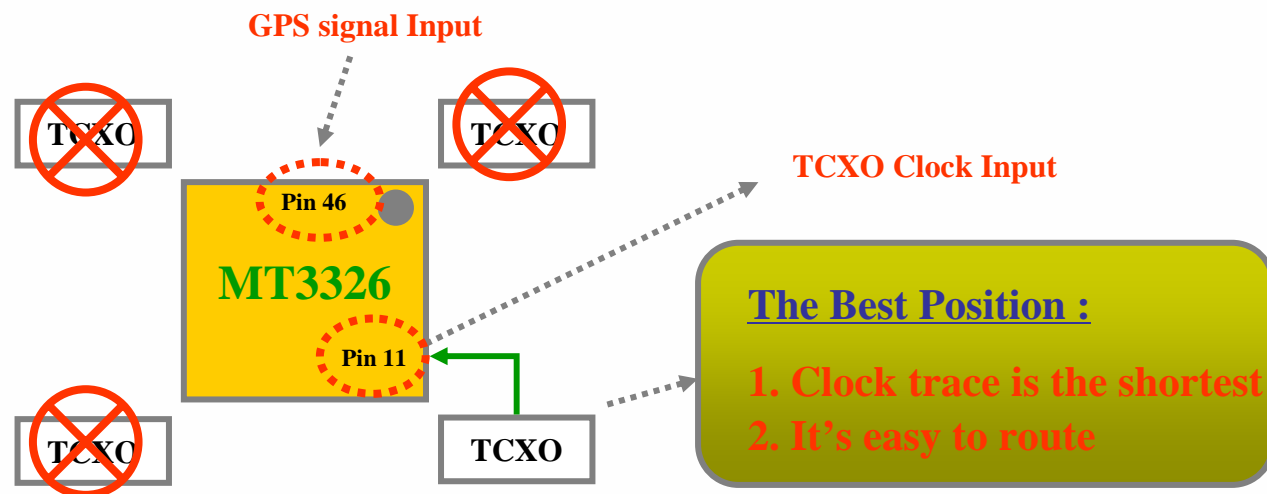 GPS signal Input
TCXO
TCXO
TCXO Clock Input
Pin 46
MT3326
Pin 11
The Best Position :
1. Clock trace is the shortest
2. It's easy to route
TCXO
TCXO